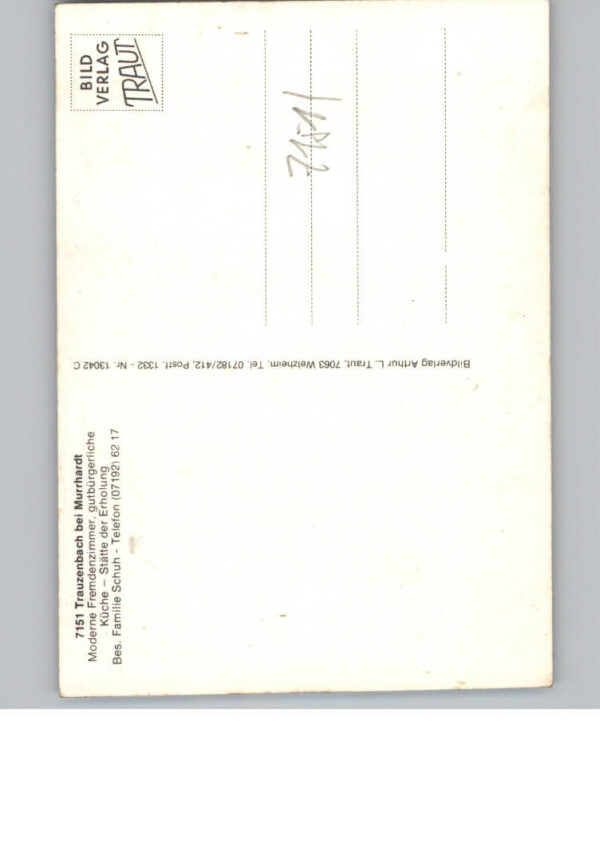 7151 Trauzenbach bei Murrhardt
Moderne Fremdenzimmer, gutbürgerliche
Küche – Stätte der Erholung
Bes. Familie Schuh - Telefon (07192) 62 17
Bildverlag Arthur L. Traut, 7063 Welzheim, Tel. 07182/412, Postf. 1332 - Nr. 13042 C
BILD
VERLAG
TRAUT
7151